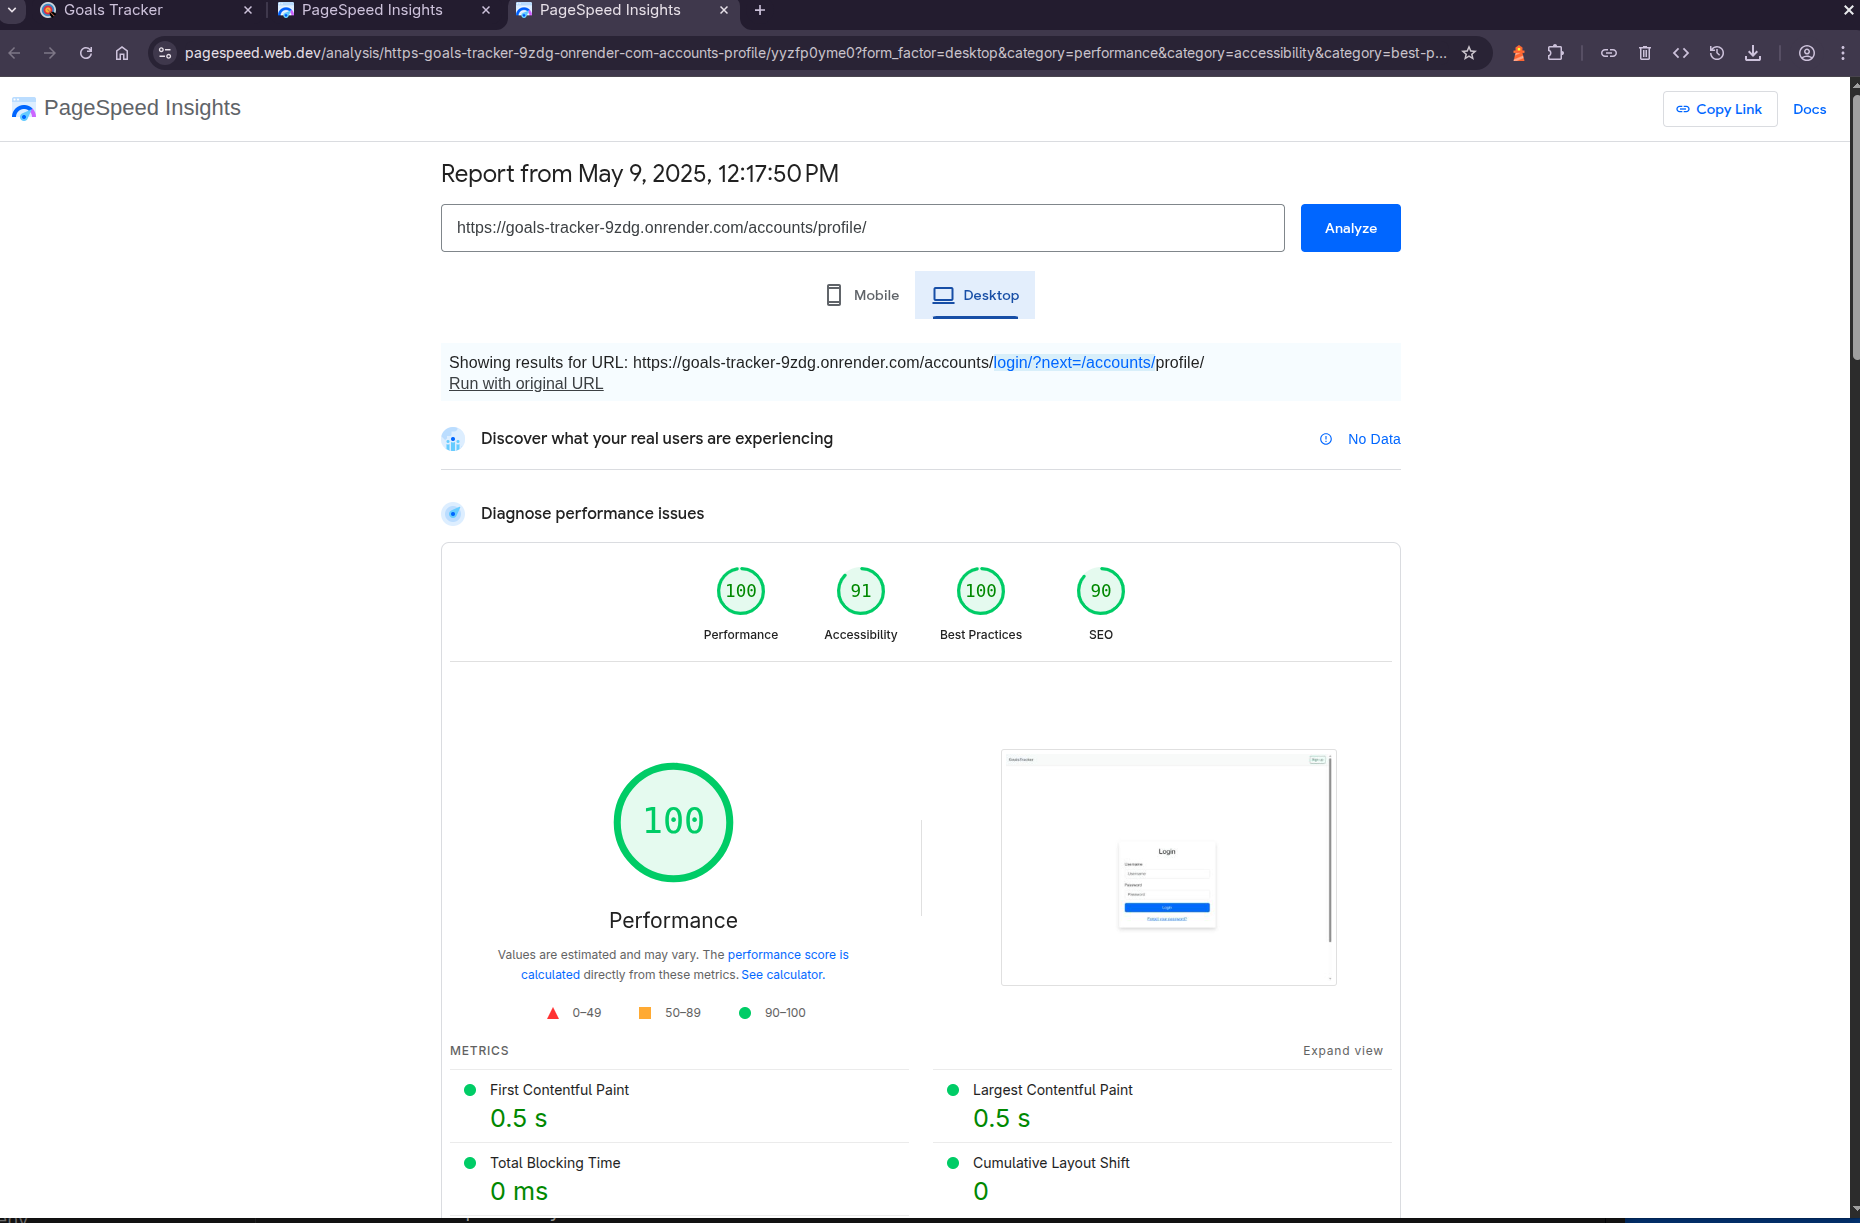 Goals Tracker
PageSpeed Insights
PageSpeed Insights
pagespeed.web.dev/analysis/https-goals-tracker-9zdg-onrender-com-accounts-profile/yyzfp0yme0?form_factor=desktop&category=performance&category=accessibility&category=best-p...
PageSpeed Insights
Copy Link
Docs
Report from May 9, 2025, 12:17:50 PM
https://goals-tracker-9zdg.onrender.com/accounts/profile/
Analyze
Mobile
Desktop
Showing results for URL: https://goals-tracker-9zdg.onrender.com/accounts/login/?next=/accounts/profile/
Run with original URL
Discover what your real users are experiencing
No Data
Diagnose performance issues
100
91
100
90
Performance
Accessibility
Best Practices
SEO
100
Login
Username
Username
Password
Password
Login
Performance
Values are estimated and may vary. The performance score is
calculated directly from these metrics. See calculator.
0–49
50–89
90–100
METRICS
Expand view
First Contentful Paint
0.5 s
Largest Contentful Paint
0.5 s
Total Blocking Time
0 ms
Cumulative Layout Shift
0